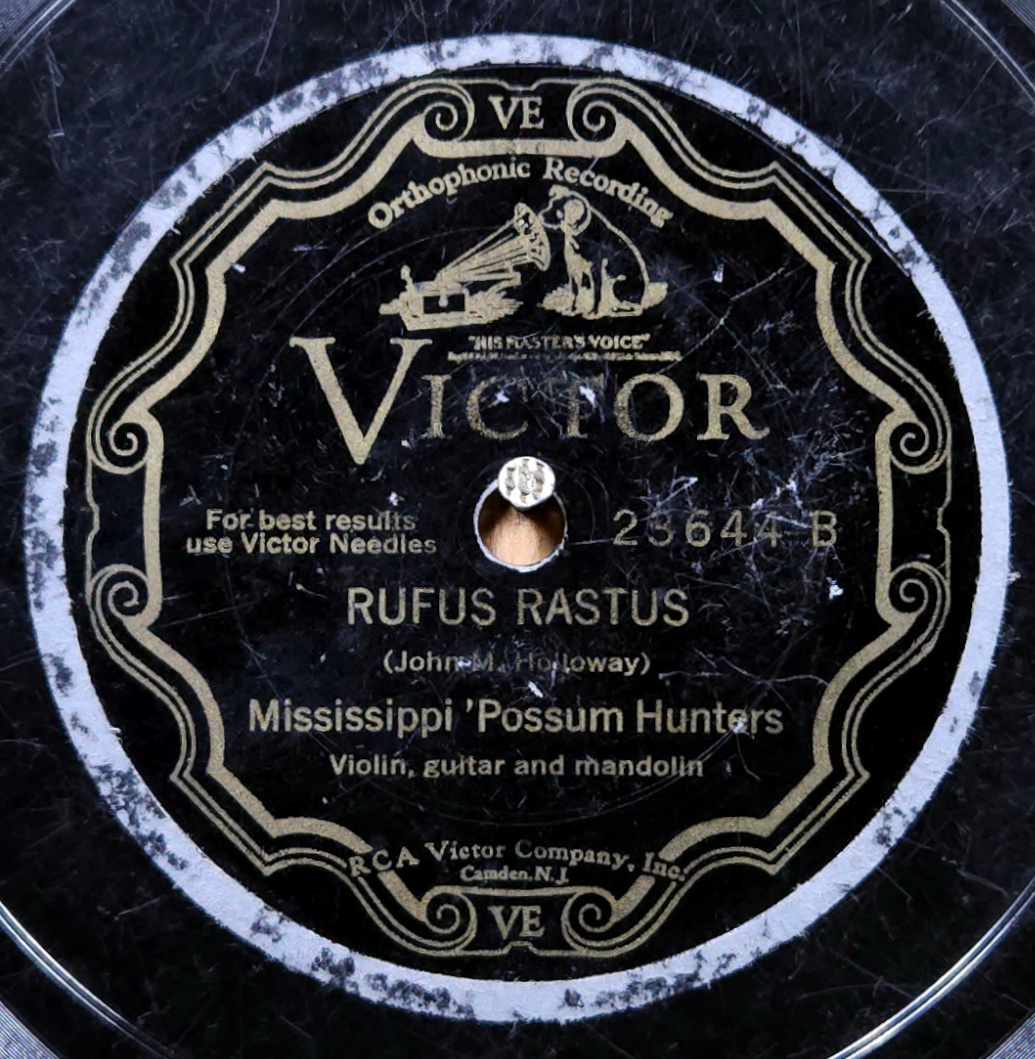 VE
Orthophonic Recording
"HIS MASTER'S VOICE"
VICTOR
For best results
use Victor Needles
23644-B
RUFUS RASTUS
(John M. Holloway)
Mississippi 'Possum Hunters
Violin, guitar and mandolin
RCA Victor Company, Inc.
Camden, N.J.
VE